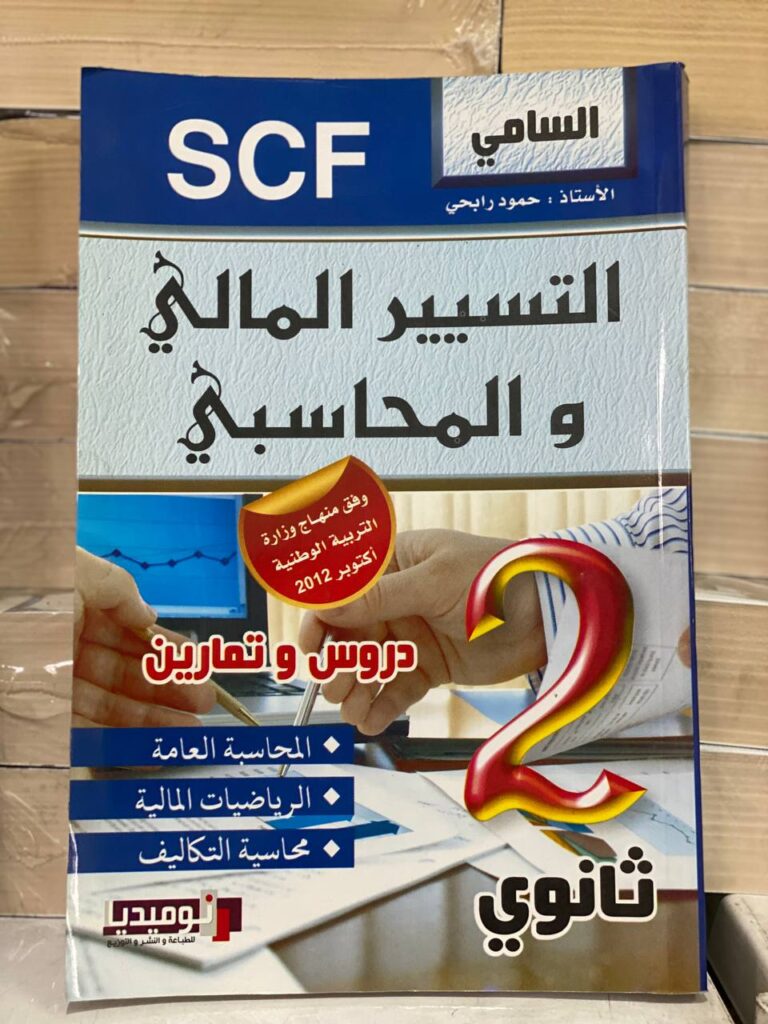 السامي
SCF
الأستاذ : حمود رابحي
التسيير المالي
و المحاسبي
وفق منهاج وزارة
التربية الوطنية
أكتوبر 2012
دروس و تمارين
2
ثانوي
المحاسبة العامة
الرياضيات المالية
محاسبة التكاليف
نوميديا
للطباعة و النشر و التوزيع